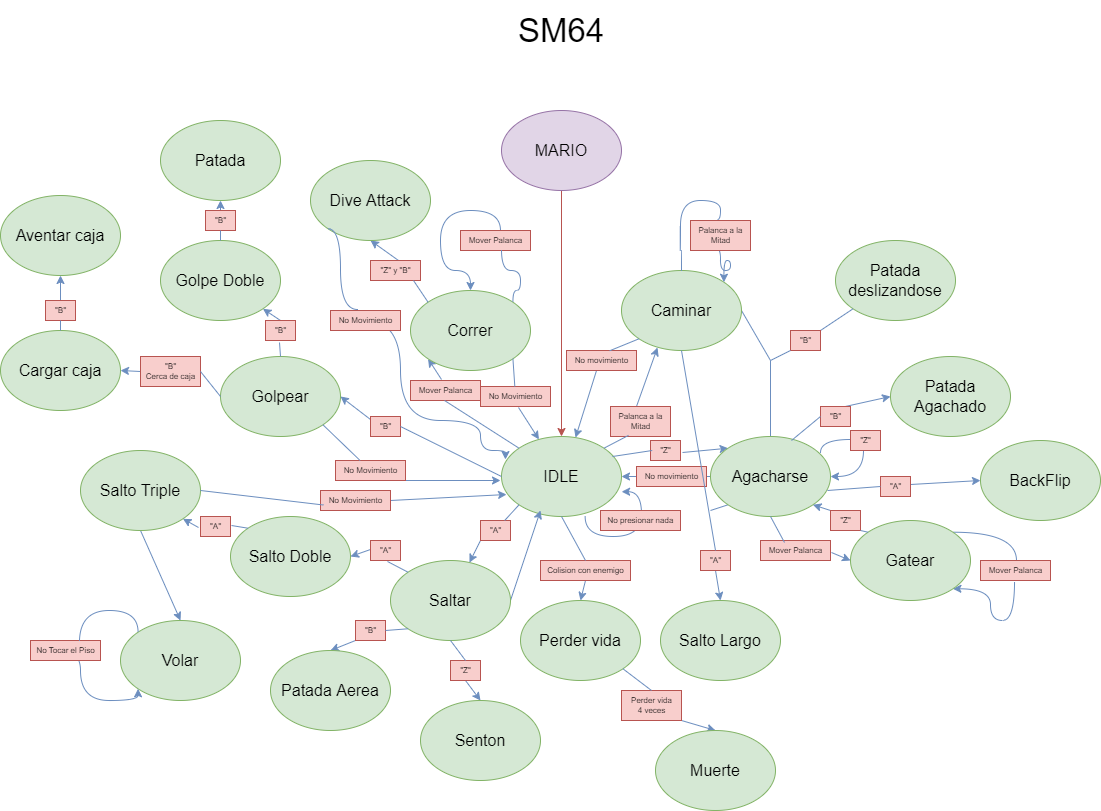 SM64
MARIO
Patada
Dive Attack
Aventar caja
"B"
Mover Palanca
Palanca a la
Mitad
Golpe Doble
"Z" y "B"
Patada
deslizandose
Caminar
"B"
No Movimiento
"B"
Correr
"B"
No movimiento
Cargar caja
"B"
Cerca de caja
Golpear
Mover Palanca
No Movimiento
Patada
Agachado
"B"
Palanca a la
Mitad
"B"
"Z"
"Z"
No Movimiento
IDLE
No movimiento
Agacharse
"A"
BackFlip
Salto Triple
No Movimiento
"A"
"A"
No presionar nada
"Z"
Salto Doble
"A"
Mover Palanca
Gatear
"A"
Colision con enemigo
Mover Palanca
Saltar
"B"
Perder vida
Salto Largo
No Tocar el Piso
Volar
"Z"
Patada Aerea
Perder vida
4 veces
Senton
Muerte